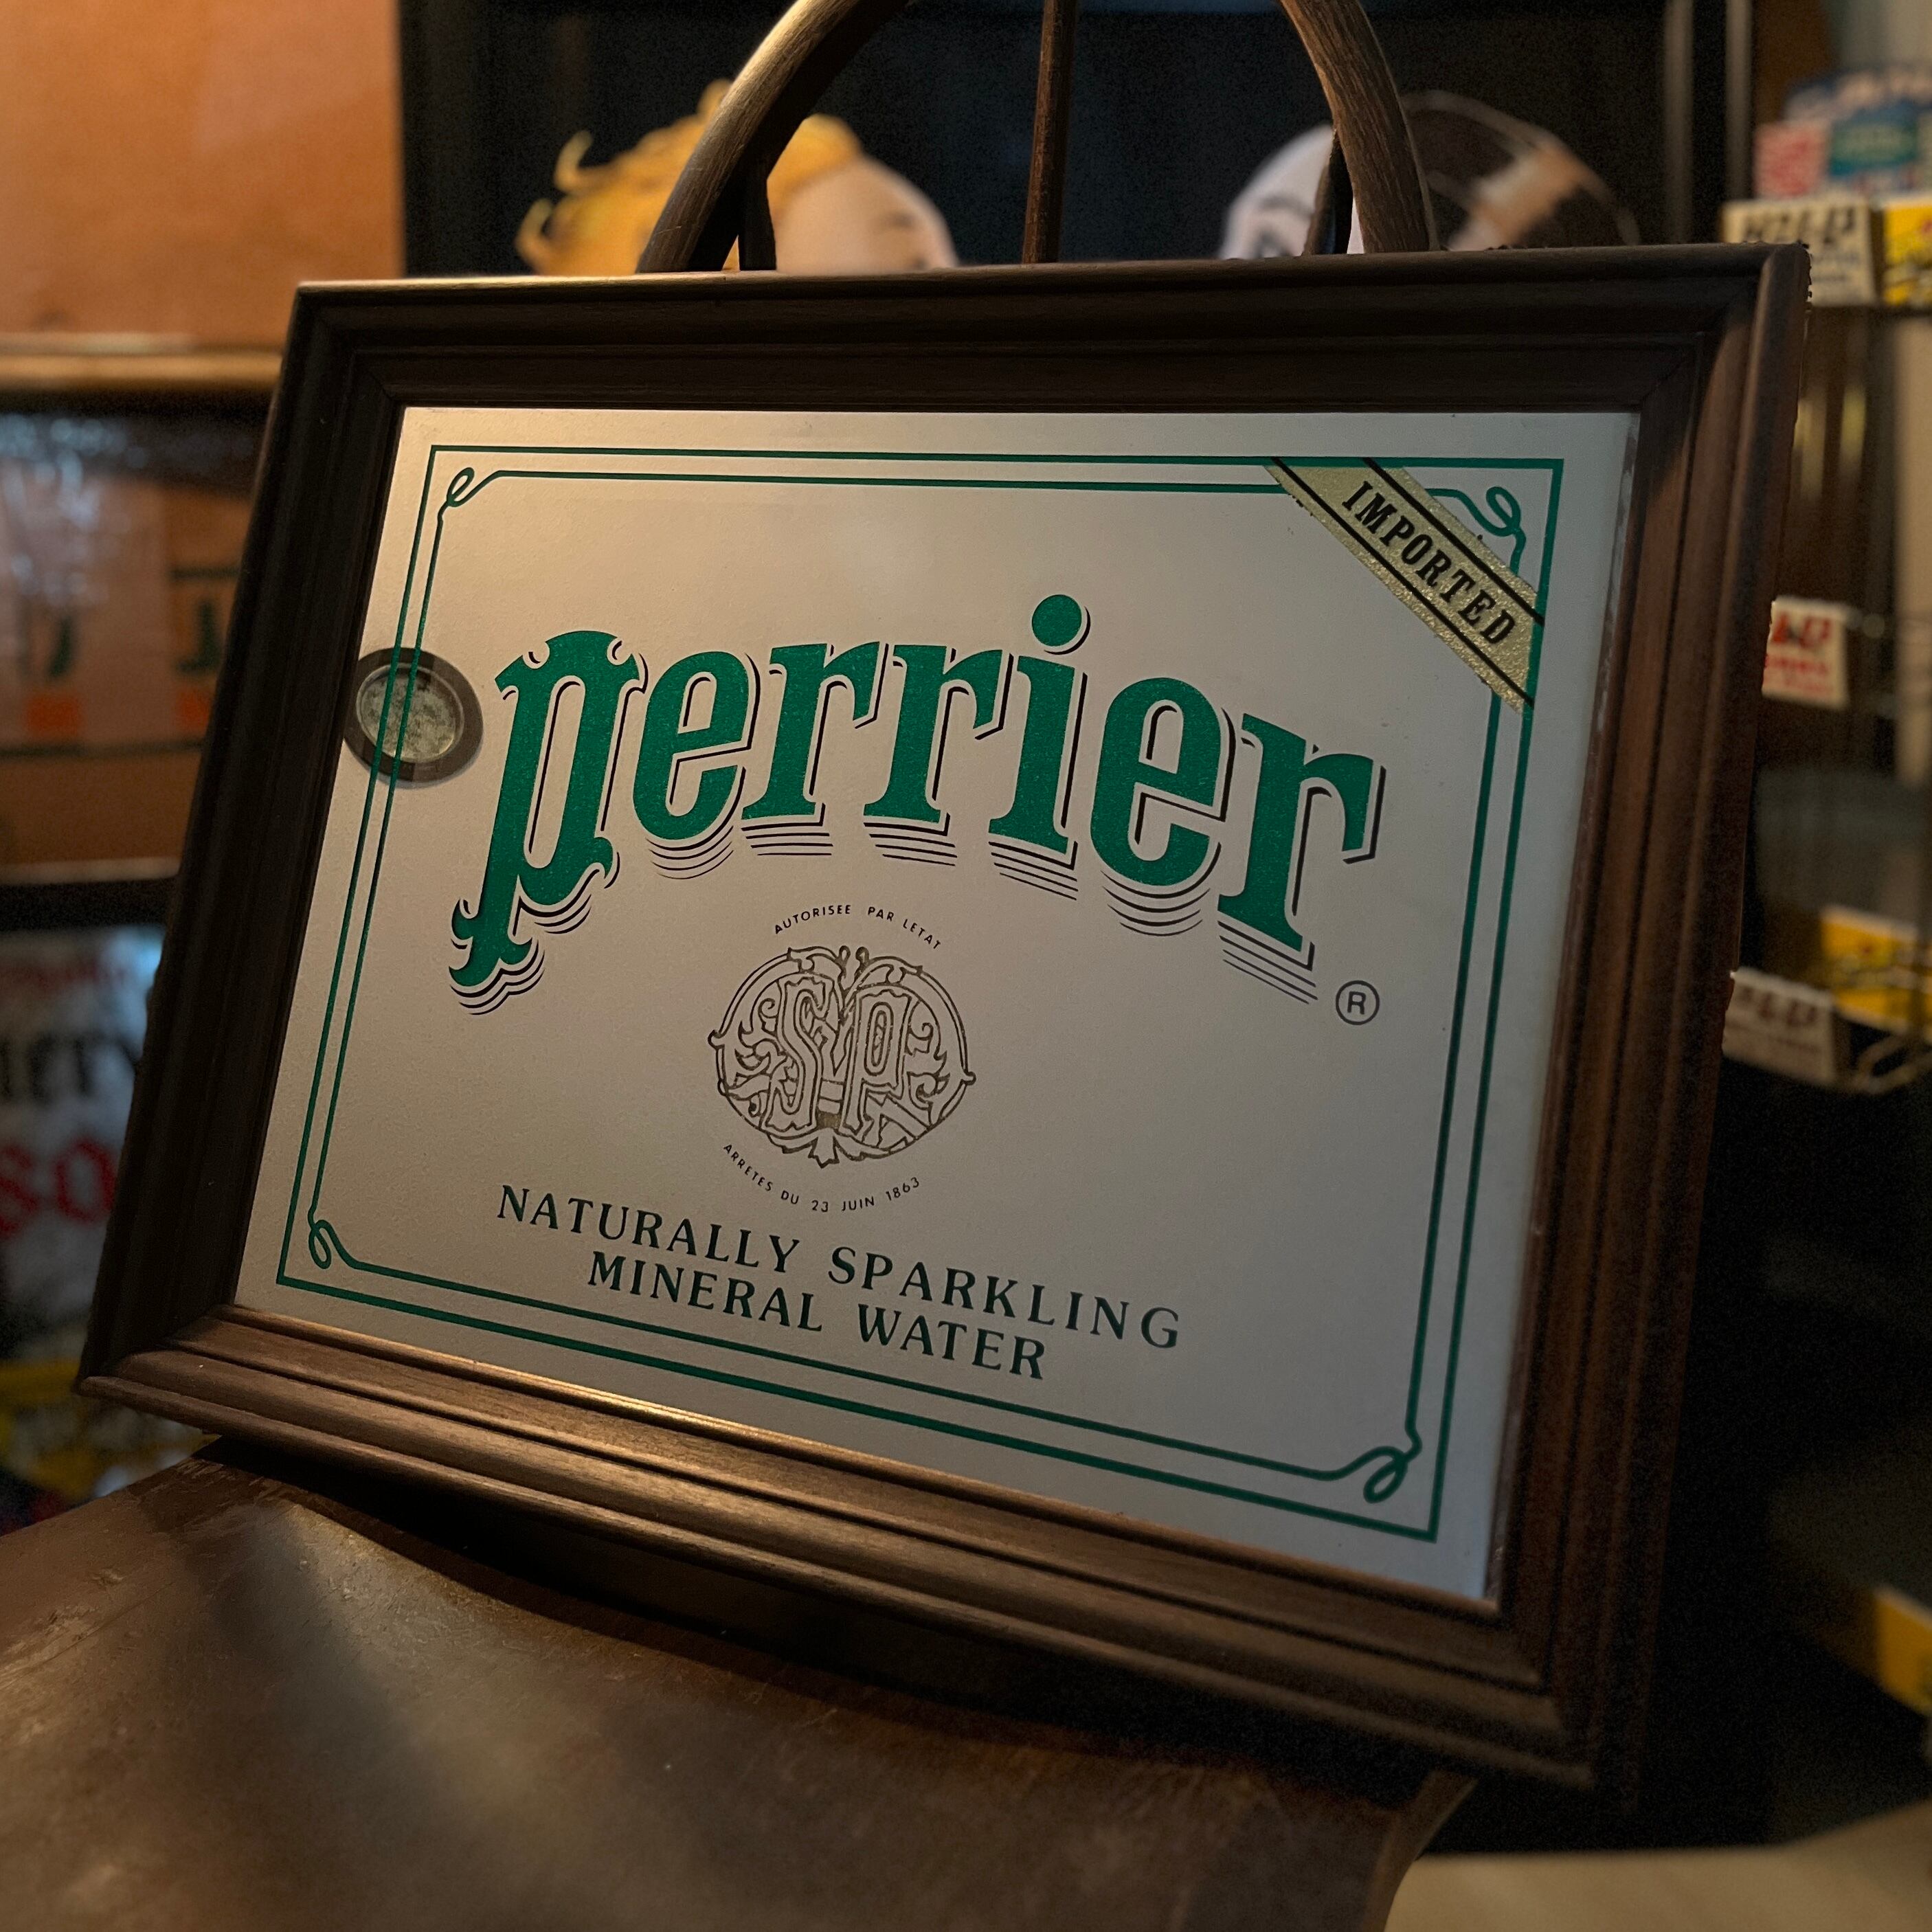 IMPORTED
perrier
®
AUTORISEE PAR LETAT
SP
ARRETES DU 23 JUIN 1863
NATURALLY SPARKLING
MINERAL WATER